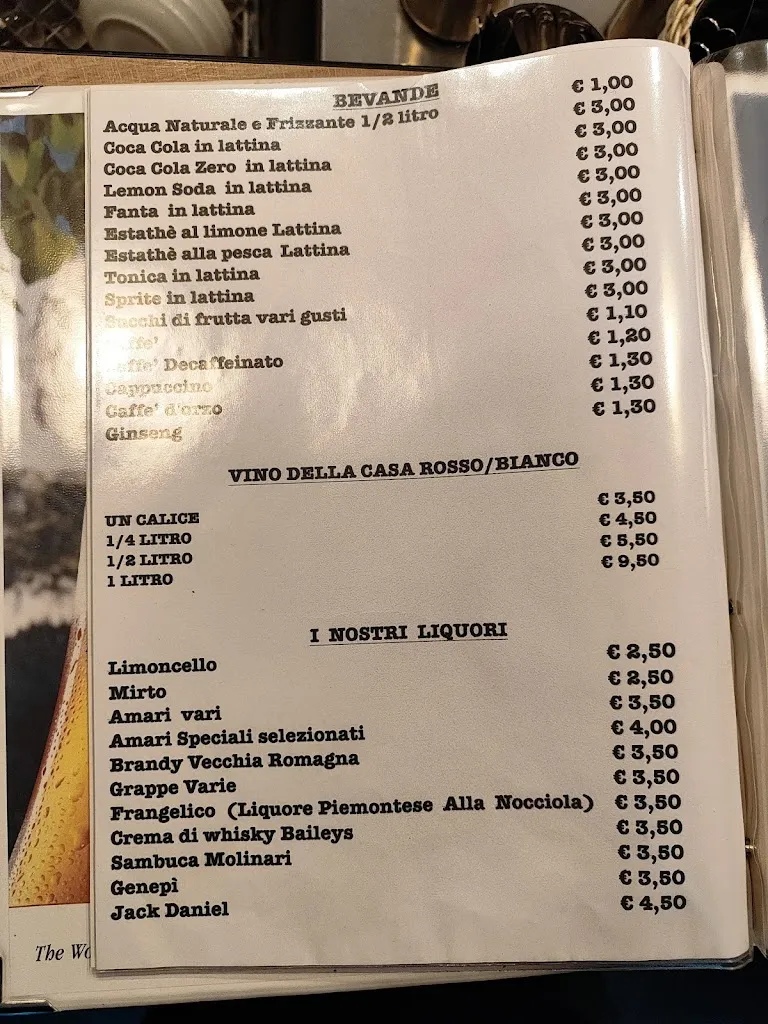 BEVANDE
Acqua Naturale e Frizzante 1/2 litro € 1,00
Coca Cola in lattina € 3,00
Coca Cola Zero in lattina € 3,00
Lemon Soda in lattina € 3,00
Fanta in lattina € 3,00
Estathè al limone Lattina € 3,00
Estathè alla pesca Lattina € 3,00
Tonica in lattina € 3,00
Sprite in lattina € 3,00
Succhi di frutta vari gusti € 3,00
Caffe' € 1,10
Caffe' Decaffeinato € 1,20
Cappuccino € 1,30
Caffe' d'orzo € 1,30
Ginseng € 1,30
VINO DELLA CASA ROSSO/BIANCO
UN CALICE € 3,50
1/4 LITRO € 4,50
1/2 LITRO € 5,50
1 LITRO € 9,50
I NOSTRI LIQUORI
Limoncello € 2,50
Mirto € 2,50
Amari vari € 3,50
Amari Speciali selezionati € 4,00
Brandy Vecchia Romagna € 3,50
Grappe Varie € 3,50
Frangelico (Liquore Piemontese Alla Nocciola) € 3,50
Crema di whisky Baileys € 3,50
Sambuca Molinari € 3,50
Genepì € 3,50
Jack Daniel € 4,50
The